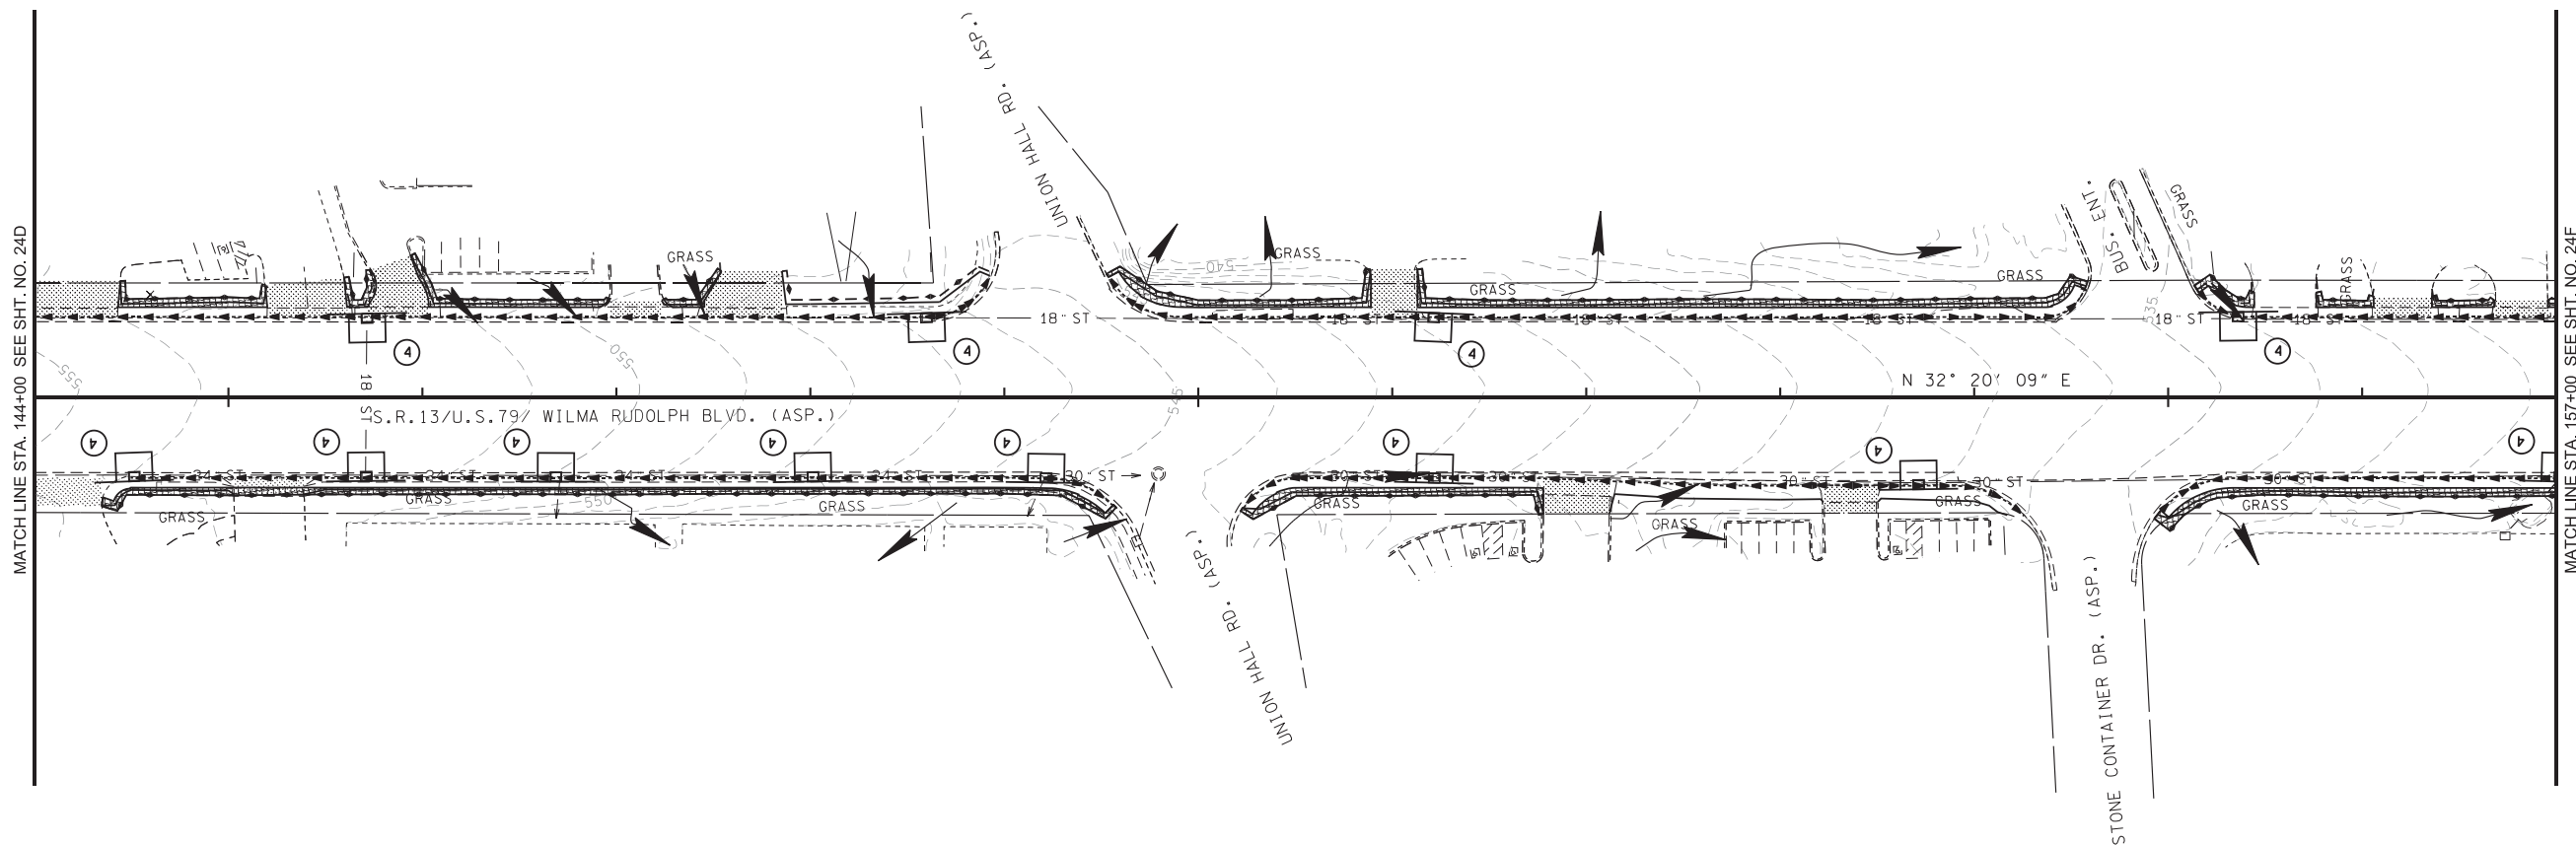 UNION HALL RD. (ASP.)
BUS. ENT.
GRASS
GRASS
GRASS
GRASS
GRASS
GRASS
540
535
18" ST
18" ST
18" ST
18" ST
18" ST
18" ST
4
4
4
4
555
550
545
18" ST
N 32° 20' 09" E
S.R.13/U.S.79/ WILMA RUDOLPH BLVD. (ASP.)
MATCH LINE STA. 144+00 SEE SHT. NO. 24D
MATCH LINE STA. 157+00 SEE SHT. NO. 24F
4
4
4
4
4
4
4
4
24" ST
24" ST
24" ST
24" ST
30" ST
30" ST
30" ST
30" ST
30" ST
30" ST
GRASS
GRASS
550
GRASS
GRASS
GRASS
GRASS
GRASS
UNION HALL RD. (ASP.)
STONE CONTAINER DR. (ASP.)